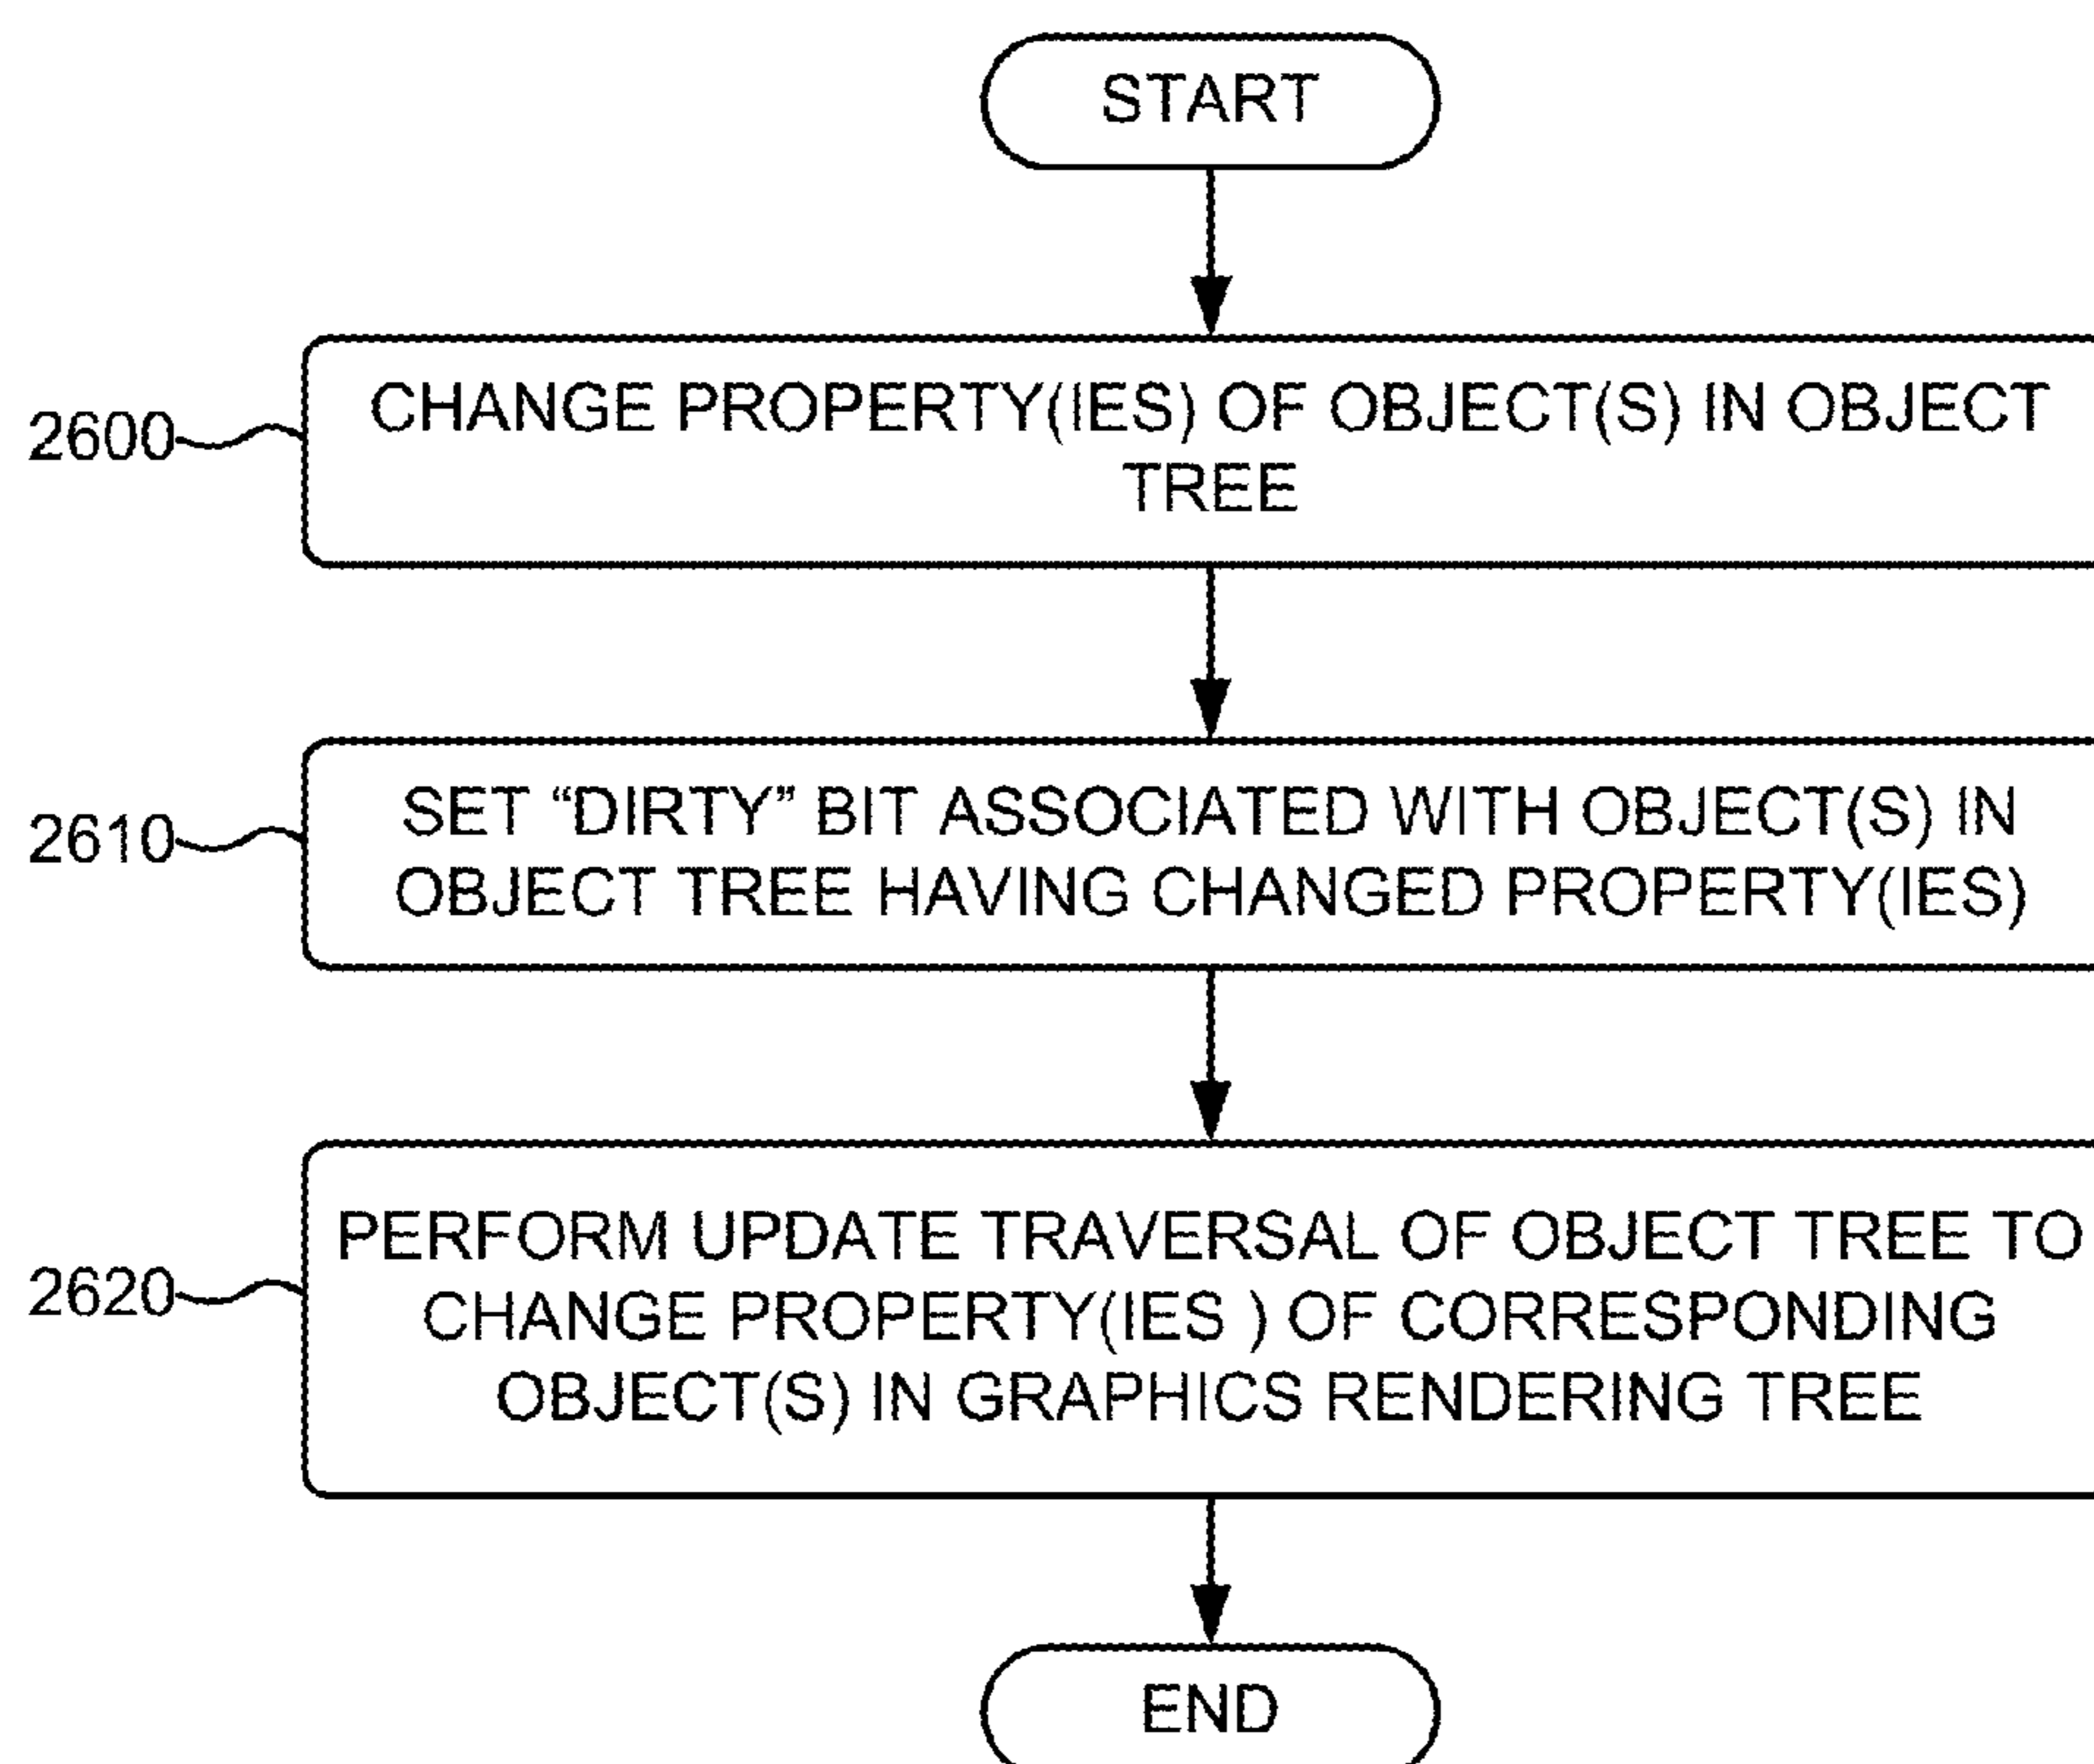 START
2600
CHANGE PROPERTY(IES) OF OBJECT(S) IN OBJECT
TREE
2610
SET “DIRTY” BIT ASSOCIATED WITH OBJECT(S) IN
OBJECT TREE HAVING CHANGED PROPERTY(IES)
2620
PERFORM UPDATE TRAVERSAL OF OBJECT TREE TO
CHANGE PROPERTY(IES ) OF CORRESPONDING
OBJECT(S) IN GRAPHICS RENDERING TREE
END